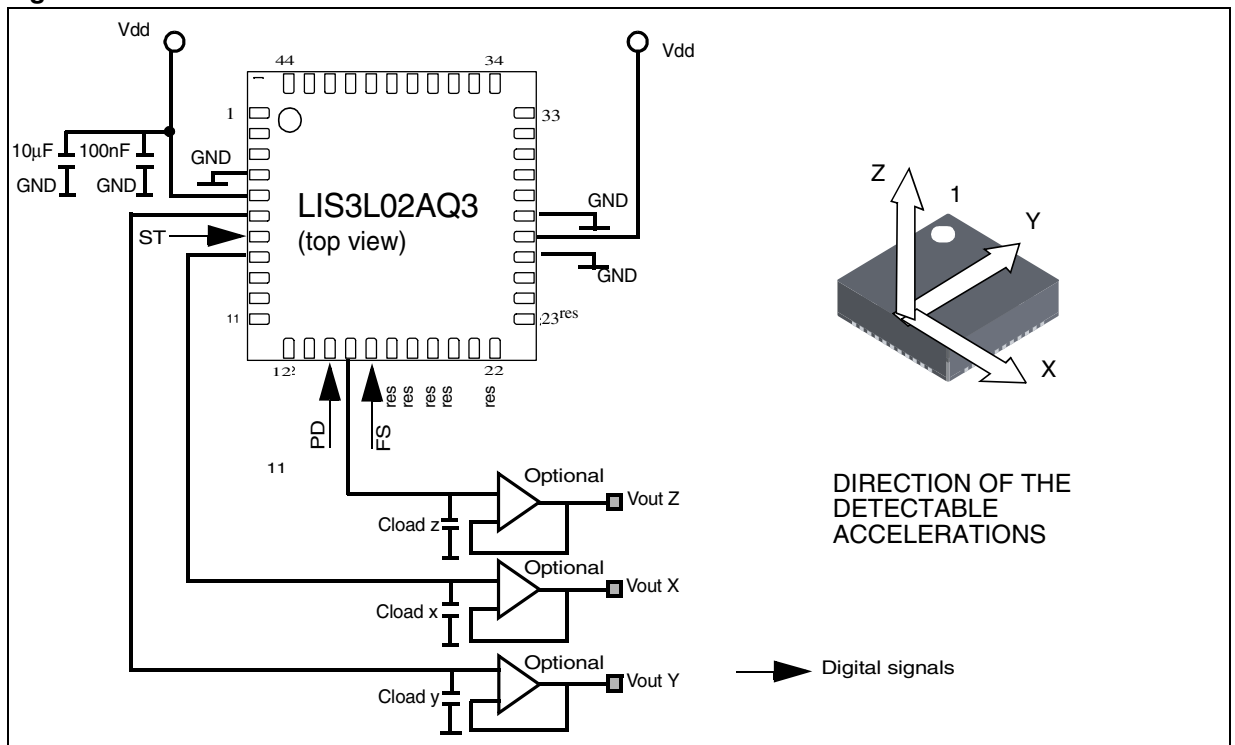 Vdd
Vdd
44
34
1
33
10µF
100nF
GND
GND
GND
GND
GND
LIS3L02AQ3
(top view)
ST
11
23
res
12
22
PD
FS
res
res
res
res
res
11
Z
1
Y
X
DIRECTION OF THE
DETECTABLE
ACCELERATIONS
Optional
Cload z
Vout Z
Optional
Cload x
Vout X
Optional
Cload y
Vout Y
Digital signals